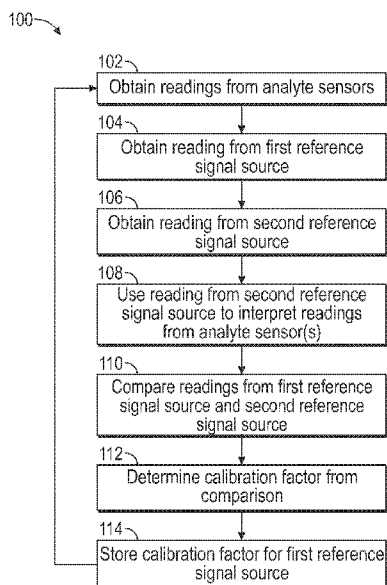 100
102
Obtain readings from analyte sensors
104
Obtain reading from first reference
signal source
106
Obtain reading from second reference
signal source
108
Use reading from second reference
signal source to interpret readings
from analyte sensor(s)
110
Compare readings from first reference
signal source and second reference
signal source
112
Determine calibration factor from
comparison
114
Store calibration factor for first reference
signal source